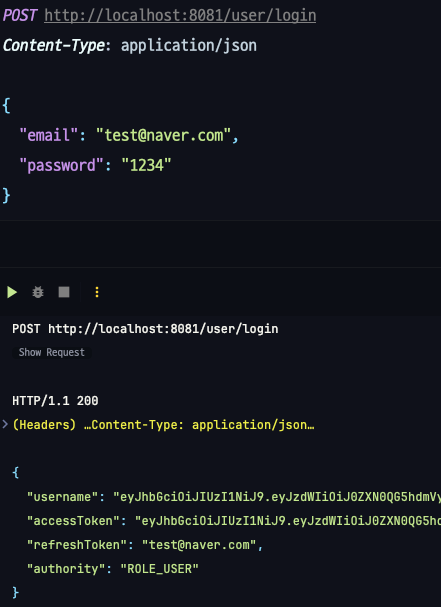 POST http://localhost:8081/user/login
Content-Type: application/json
{
"email": "test@naver.com",
"password": "1234"
}
POST http://localhost:8081/user/login
Show Request
HTTP/1.1 200
(Headers) …Content-Type: application/json…
{
"username": "eyJhbGciOiJIUzI1NiJ9.eyJzdWIiOiJ0ZXN0QG5hdmVy
"accessToken": "eyJhbGciOiJIUzI1NiJ9.eyJzdWIiOiJ0ZXN0QG5hd
"refreshToken": "test@naver.com",
"authority": "ROLE_USER"
}